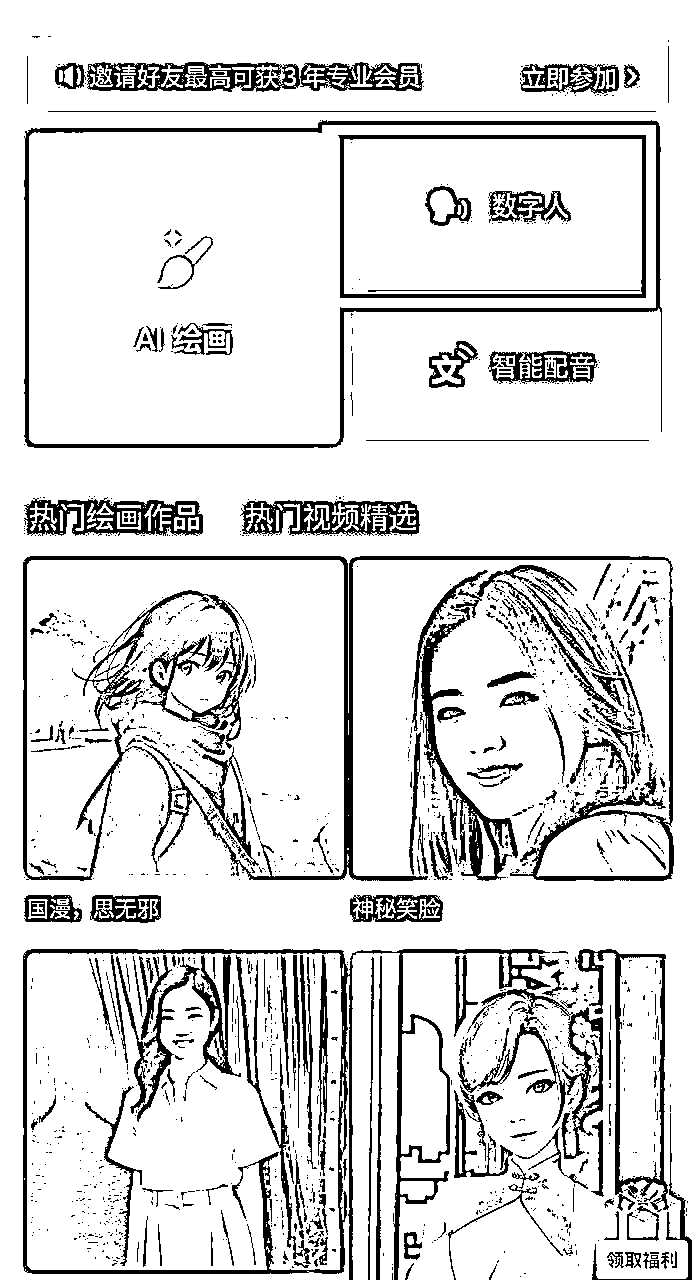 邀请好友最高可获3年专业会员
立即参加
数字人
AI 绘画
智能配音
热门绘画作品
热门视频精选
国漫，思无邪
神秘笑脸
领取福利